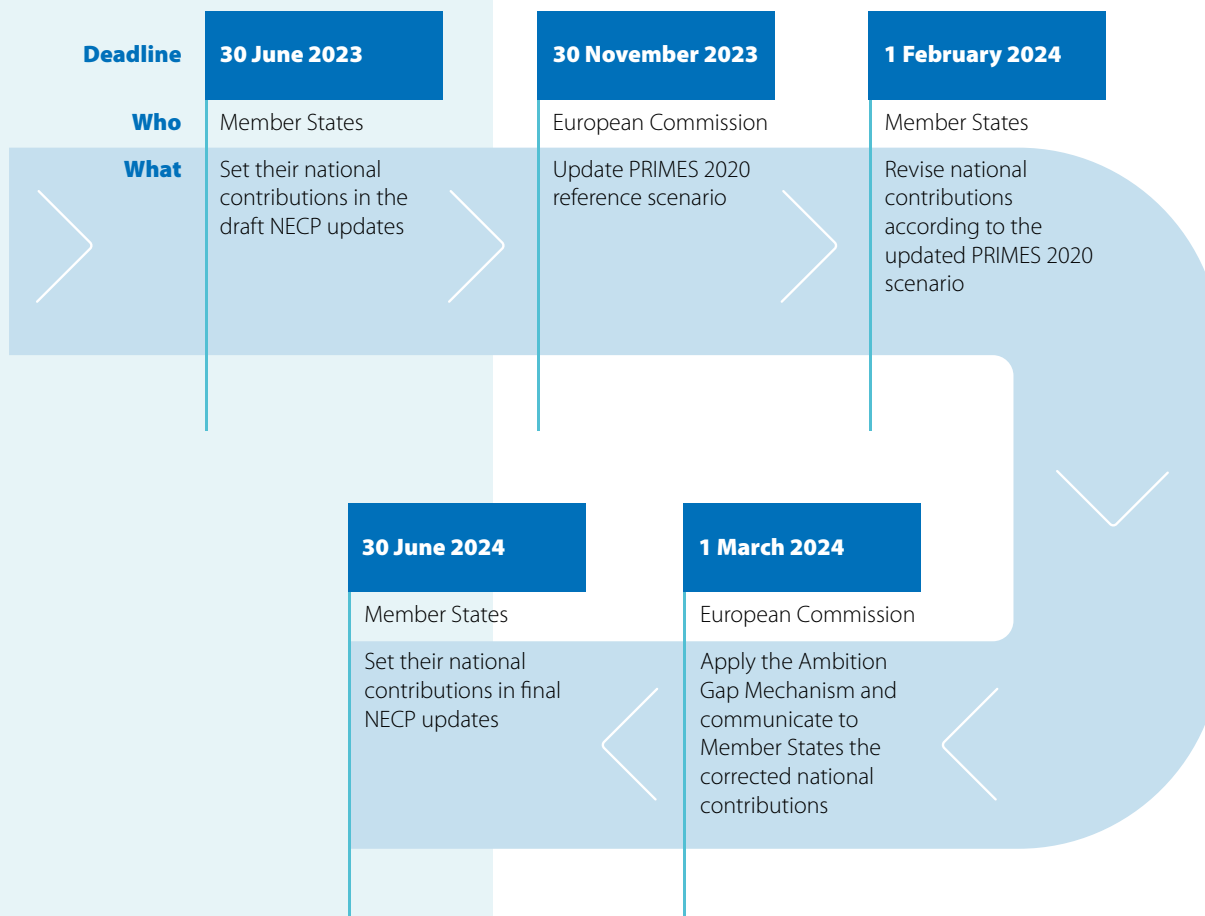 Deadline
30 June 2023
30 November 2023
1 February 2024
Who
Member States
European Commission
Member States
What
Set their national
contributions in the
draft NECP updates
Update PRIMES 2020
reference scenario
Revise national
contributions
according to the
updated PRIMES 2020
scenario
1 March 2024
European Commission
Apply the Ambition
Gap Mechanism and
communicate to
Member States the
corrected national
contributions
30 June 2024
Member States
Set their national
contributions in final
NECP updates